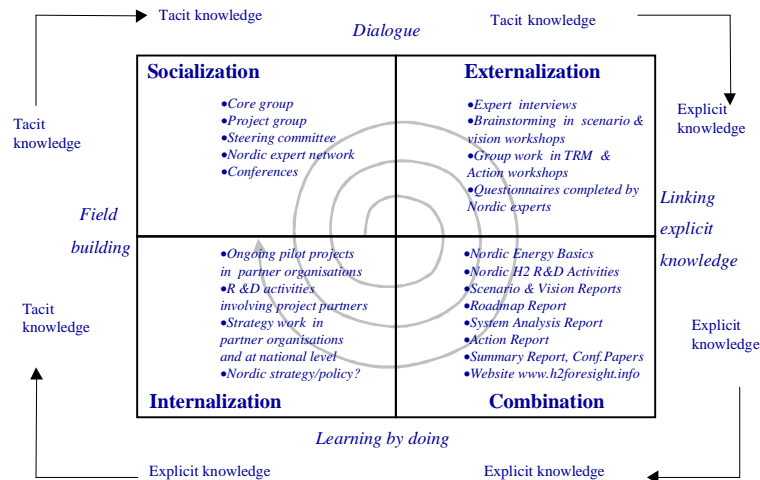 Tacit knowledge
Tacit knowledge
Dialogue
Socialization
•Core group
•Project group
•Steering committee
•Nordic expert network
•Conferences
Externalization
•Expert interviews
•Brainstorming in scenario &
vision workshops
•Group work in TRM &
Action workshops
•Questionnaires completed by
Nordic experts
Tacit
knowledge
Explicit
knowledge
Field
building
Linking
explicit
knowledge
•Ongoing pilot projects
in partner organisations
•R &D activities
involving project partners
•Strategy work in
partner organisations
and at national level
•Nordic strategy/policy?
Internalization
•Nordic Energy Basics
•Nordic H2 R&D Activities
•Scenario & Vision Reports
•Roadmap Report
•System Analysis Report
•Action Report
•Summary Report, Conf.Papers
•Website www.h2foresight.info
Combination
Tacit
knowledge
Explicit
knowledge
Learning by doing
Explicit knowledge
Explicit knowledge